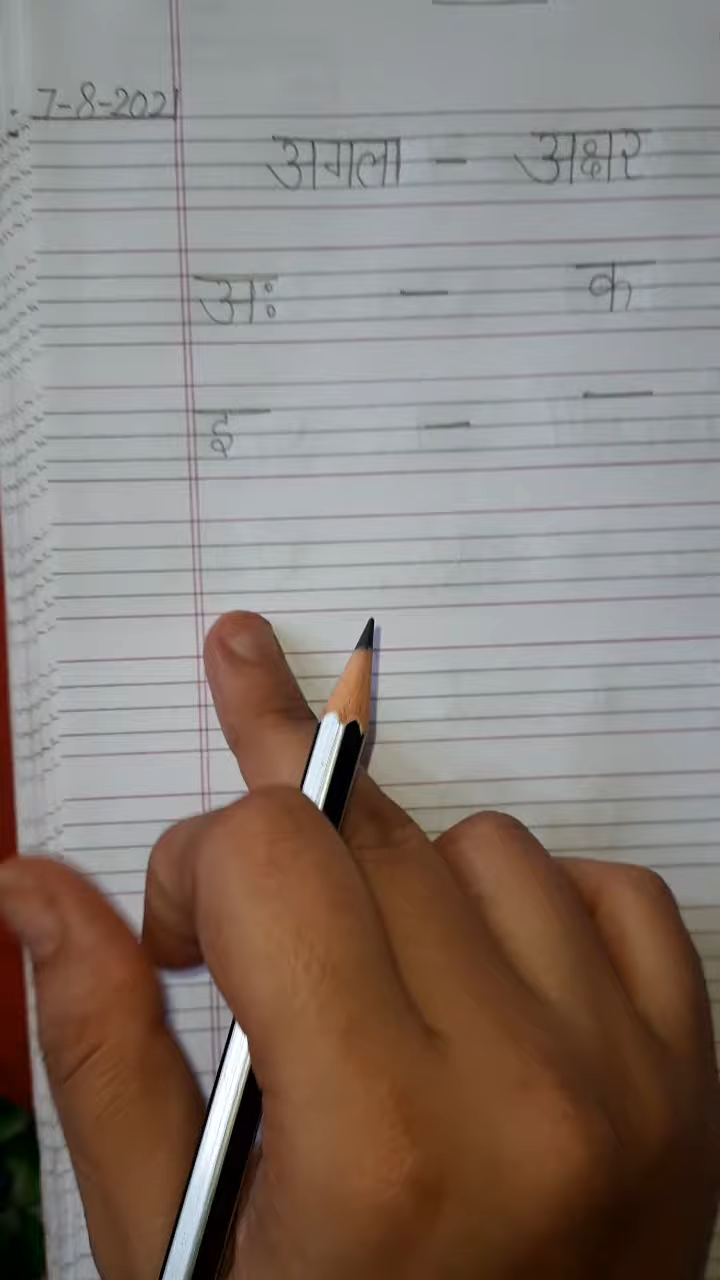 7-8-2021
अगला - अक्षर
अः - क
इ -